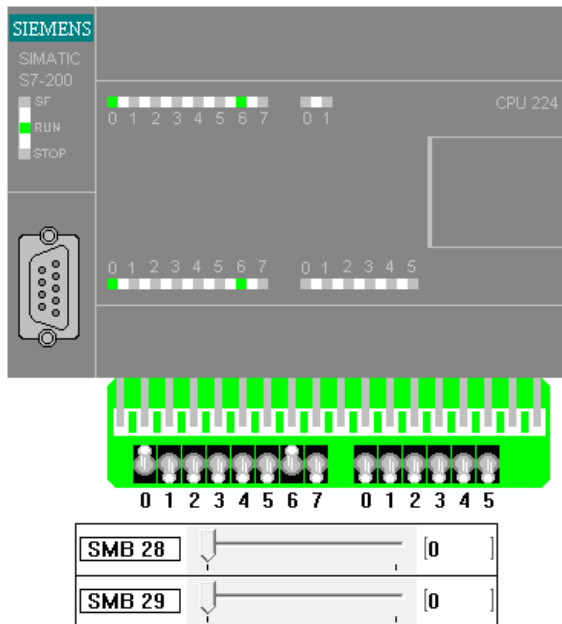 SIEMENS
SIMATIC
S7-200
SF
RUN
STOP
CPU 224
0 1 2 3 4 5 6 7 0 1
0 1 2 3 4 5 6 7 0 1 2 3 4 5
0 1 2 3 4 5 6 7 0 1 2 3 4 5
SMB 28 [0 ]
SMB 29 [0 ]